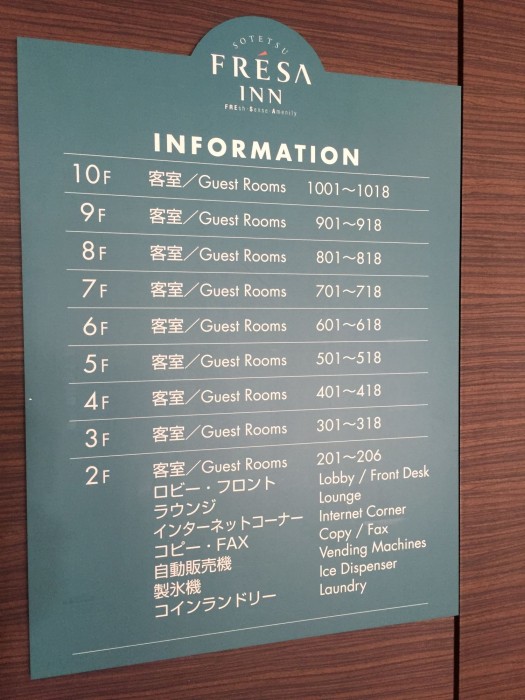 SOTETSU
FRÉSA
INN
FREsh·Sense·Amenity
INFORMATION
10F 客室／Guest Rooms 1001～1018
9F 客室／Guest Rooms 901～918
8F 客室／Guest Rooms 801～818
7F 客室／Guest Rooms 701～718
6F 客室／Guest Rooms 601～618
5F 客室／Guest Rooms 501～518
4F 客室／Guest Rooms 401～418
3F 客室／Guest Rooms 301～318
2F 客室／Guest Rooms 201～206
ロビー・フロント Lobby / Front Desk
ラウンジ Lounge
インターネットコーナー Internet Corner
コピー・FAX Copy / Fax
自動販売機 Vending Machines
製氷機 Ice Dispenser
コインランドリー Laundry